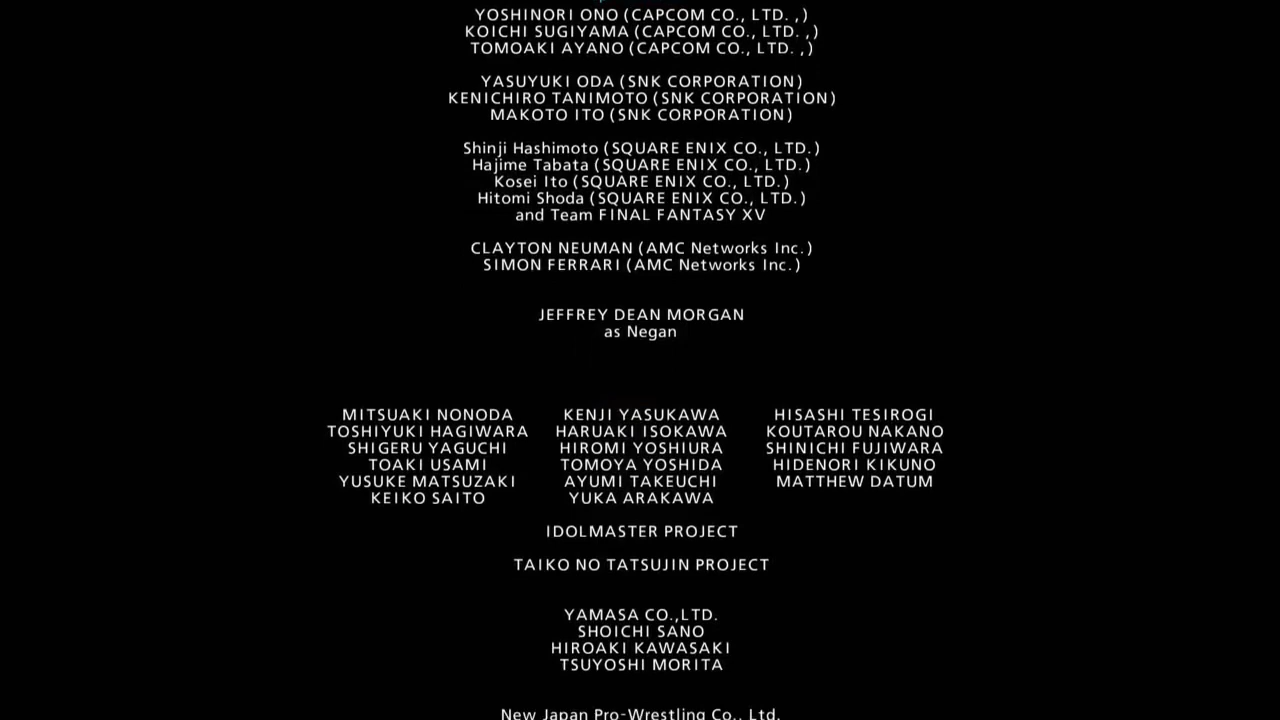 YOSHINORI ONO (CAPCOM CO., LTD. ,)
KOICHI SUGIYAMA (CAPCOM CO., LTD. ,)
TOMOAKI AYANO (CAPCOM CO., LTD. ,)
YASUYUKI ODA (SNK CORPORATION)
KENICHIRO TANIMOTO (SNK CORPORATION)
MAKOTO ITO (SNK CORPORATION)
Shinji Hashimoto (SQUARE ENIX CO., LTD.)
Hajime Tabata (SQUARE ENIX CO., LTD.)
Kosei Ito (SQUARE ENIX CO., LTD.)
Hitomi Shoda (SQUARE ENIX CO., LTD.)
and Team FINAL FANTASY XV
CLAYTON NEUMAN (AMC Networks Inc.)
SIMON FERRARI (AMC Networks Inc.)
JEFFREY DEAN MORGAN
as Negan
MITSUAKI NONODA KENJI YASUKAWA HISASHI TESIROGI
TOSHIYUKI HAGIWARA HARUAKI ISOKAWA KOUTAROU NAKANO
SHIGERU YAGUCHI HIROMI YOSHIURA SHINICHI FUJIWARA
TOAKI USAMI TOMOYA YOSHIDA HIDENORI KIKUNO
YUSUKE MATSUZAKI AYUMI TAKEUCHI MATTHEW DATUM
KEIKO SAITO YUKA ARAKAWA
IDOLMASTER PROJECT
TAIKO NO TATSUJIN PROJECT
YAMASA CO.,LTD.
SHOICHI SANO
HIROAKI KAWASAKI
TSUYOSHI MORITA
New Japan Pro-Wrestling Co., Ltd.